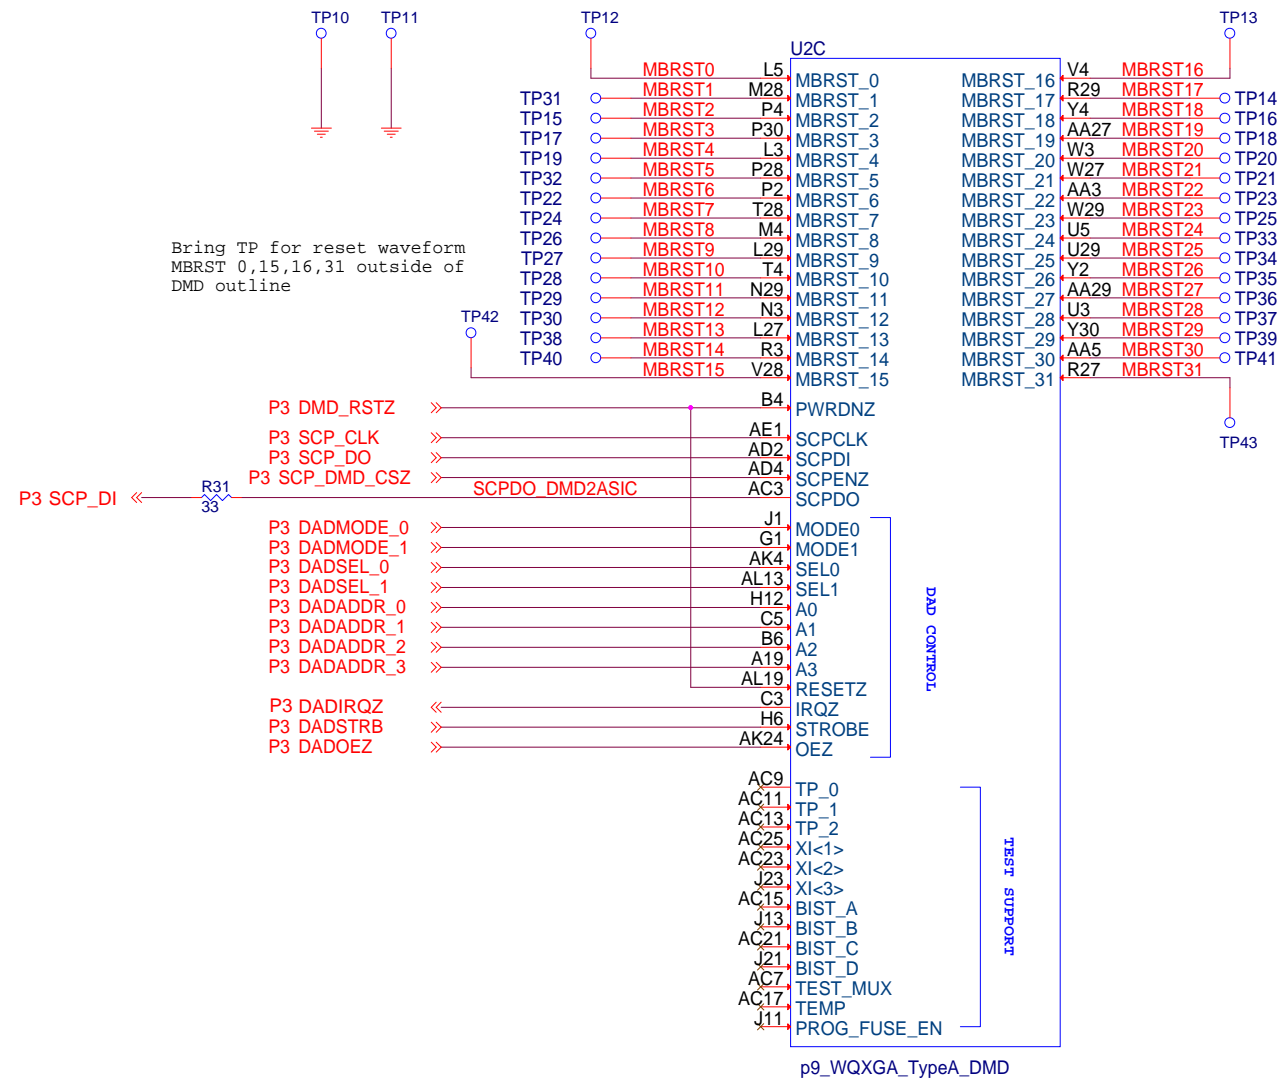 TP10 TP11 TP12 TP13
U2C
MBRST0 L5 MBRST_0 MBRST_16 V4 MBRST16
TP31 MBRST1 M28 MBRST_1 MBRST_17 R29 MBRST17 TP14
TP15 MBRST2 P4 MBRST_2 MBRST_18 Y4 MBRST18 TP16
TP17 MBRST3 P30 MBRST_3 MBRST_19 AA27 MBRST19 TP18
TP19 MBRST4 L3 MBRST_4 MBRST_20 W3 MBRST20 TP20
TP32 MBRST5 P28 MBRST_5 MBRST_21 W27 MBRST21 TP21
TP22 MBRST6 P2 MBRST_6 MBRST_22 AA3 MBRST22 TP23
TP24 MBRST7 T28 MBRST_7 MBRST_23 W29 MBRST23 TP25
TP26 MBRST8 M4 MBRST_8 MBRST_24 U5 MBRST24 TP33
TP27 MBRST9 L29 MBRST_9 MBRST_25 U29 MBRST25 TP34
TP28 MBRST10 T4 MBRST_10 MBRST_26 Y2 MBRST26 TP35
TP29 MBRST11 N29 MBRST_11 MBRST_27 AA29 MBRST27 TP36
TP30 MBRST12 N3 MBRST_12 MBRST_28 U3 MBRST28 TP37
TP38 MBRST13 L27 MBRST_13 MBRST_29 Y30 MBRST29 TP39
TP40 MBRST14 R3 MBRST_14 MBRST_30 AA5 MBRST30 TP41
TP42 MBRST15 V28 MBRST_15 MBRST_31 R27 MBRST31
TP43
Bring TP for reset waveform
MBRST 0,15,16,31 outside of
DMD outline
P3 DMD_RSTZ B4 PWRDNZ
P3 SCP_CLK AE1 SCPCLK
P3 SCP_DO AD2 SCPDI
P3 SCP_DMD_CSZ AD4 SCPENZ
P3 SCP_DI R31 33 SCPDO_DMD2ASIC AC3 SCPDO
P3 DADMODE_0 J1 MODE0
P3 DADMODE_1 G1 MODE1
P3 DADSEL_0 AK4 SEL0
P3 DADSEL_1 AL13 SEL1
P3 DADADDR_0 H12 A0
P3 DADADDR_1 C5 A1
P3 DADADDR_2 B6 A2
P3 DADADDR_3 A19 A3
AL19 RESETZ
P3 DADIRQZ C3 IRQZ
P3 DADSTRB H6 STROBE
P3 DADOEZ AK24 OEZ
DAD CONTROL
AC9 TP_0
AC11 TP_1
AC13 TP_2
AC25 XI<1>
AC23 XI<2>
J23 XI<3>
AC15 BIST_A
J13 BIST_B
AC21 BIST_C
J21 BIST_D
AC7 TEST_MUX
AC17 TEMP
J11 PROG_FUSE_EN
TEST SUPPORT
p9_WQXGA_TypeA_DMD